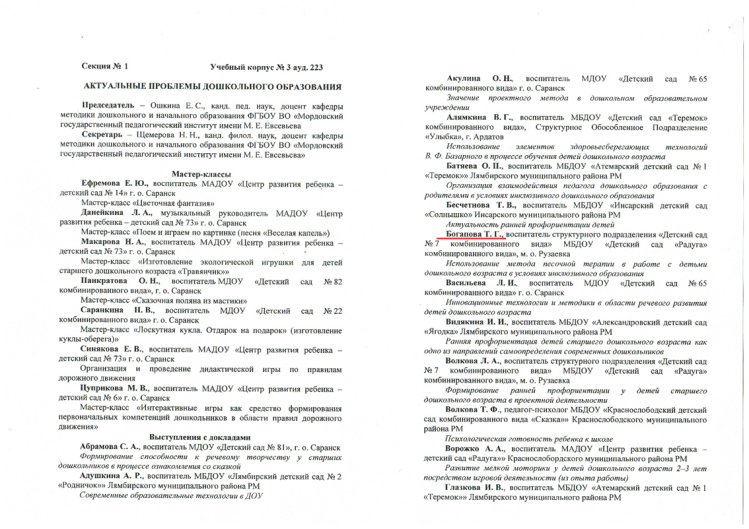 Секция № 1 Учебный корпус № 3 ауд. 223
АКТУАЛЬНЫЕ ПРОБЛЕМЫ ДОШКОЛЬНОГО ОБРАЗОВАНИЯ
Председатель – Ошкина Е. С., канд. пед. наук, доцент кафедры
методики дошкольного и начального образования ФГБОУ ВО «Мордовский
государственный педагогический институт имени М. Е. Евсевьева
Секретарь – Щемерова Н. Н., канд. филол. наук, доцент кафедры
методики дошкольного и начального образования ФГБОУ ВО «Мордовский
государственный педагогический институт имени М. Е. Евсевьева»
Мастер-классы
Ефремова Е. Ю., воспитатель МАДОУ «Центр развития ребенка –
детский сад № 14» г. о. Саранск
Мастер-класс «Цветочная фантазия»
Данейкина Л. А., музыкальный руководитель МАДОУ «Центр
развития ребенка – детский сад № 73» г. о. Саранск
Мастер-класс «Поем и играем по картинке (песня «Веселая капель»)
Макарова Н. А., воспитатель МАДОУ «Центр развития ребенка –
детский сад № 73» г. о. Саранск
Мастер-класс «Изготовление экологической игрушки для детей
старшего дошкольного возраста «Травянчик»»
Панкратова О. Н., воспитатель МАДОУ «Детский сад № 82
комбинированного вида», г. о. Саранск
Мастер-класс «Сказочная поляна из мастики»
Саранкина Н. В., воспитатель МДОУ «Детский сад № 22
комбинированного вида» г. о. Саранск
Мастер-класс «Лоскутная кукла. Отдарок на подарок» (изготовление
куклы-оберега)»
Синякова Е. В., воспитатель МАДОУ «Центр развития ребенка –
детский сад № 73» г. о. Саранск
Организация и проведение дидактической игры по правилам
дорожного движения
Цуприкова М. В., воспитатель МАДОУ «Центр развития ребенка –
детский сад № 6» г. о. Саранск
Мастер-класс «Интерактивные игры как средство формирования
первоначальных компетенций дошкольников в области правил дорожного
движения»
Выступления с докладами
Абрамова С. А., воспитатель МДОУ «Детский сад № 81», г. о. Саранск
Формирование способности к речевому творчеству у старших
дошкольников в процессе ознакомления со сказкой
Адушкина А. Р., воспитатель МБДОУ «Лямбирский детский сад № 2
«Родничок»» Лямбирского муниципального района РМ
Современные образовательные технологии в ДОУ
Акулина О. Н., воспитатель МДОУ «Детский сад № 65
комбинированного вида» г. о. Саранск
Значение проектного метода в дошкольном образовательном
учреждении
Алямкина В. Г., воспитатель МБДОУ «Детский сад «Теремок»
комбинированного вида», Структурное Обособленное Подразделение
«Улыбка», г. Ардатов
Использование элементов здоровьесберегающих технологий
В. Ф. Базарного в процессе обучения детей дошкольного возраста
Батяева О. П., воспитатель МБДОУ «Атемарский детский сад № 1
«Теремок»» Лямбирского муниципального района РМ
Организация взаимодействия педагога дошкольного образования с
родителями в условиях инклюзивного дошкольного образования
Бесчетнова Т. В., воспитатель МБДОУ «Инсарский детский сад
«Солнышко» Инсарского муниципального района РМ
Актуальность ранней профориентации детей
Богапова Т. Г., воспитатель структурного подразделения «Детский сад
№ 7 комбинированного вида» МБДОУ «Детский сад «Радуга»
комбинированного вида», м. о. Рузаевка
Использование метода песочной терапии в работе с детьми
дошкольного возраста в условиях инклюзивного образования
Васильева Л. И., воспитатель МДОУ «Детский сад № 65
комбинированного вида» г. о. Саранск
Инновационные технологии и методики в области речевого развития
детей дошкольного возраста
Видякина И. И., воспитатель МБДОУ «Александровский детский сад
«Ягодка» Лямбирского муниципального района РМ
Ранняя профориентация детей старшего дошкольного возраста как
одно из направлений самоопределения современных дошкольников
Волкова Л. А., воспитатель структурного подразделения «Детский сад
№ 7 комбинированного вида» МБДОУ «Детский сад «Радуга»
комбинированного вида», м. о. Рузаевка
Формирование ранней профориентации у детей старшего
дошкольного возраста в проектной деятельности
Волкова Т. Ф., педагог-психолог МБДОУ «Краснослободский детский
сад комбинированного вида «Сказка»» Краснослободского муниципального
района РМ
Психологическая готовность ребенка к школе
Ворожко А. А., воспитатель МАДОУ «Центр развития ребенка –
детский сад «Радуга»» Краснослободского муниципального района РМ
Развитие мелкой моторики у детей дошкольного возраста 2–3 лет
посредством игровой деятельности (из опыта работы)
Глазкова И. В., воспитатель МБДОУ «Атемарский детский сад № 1
«Теремок»» Лямбирского муниципального района РМ